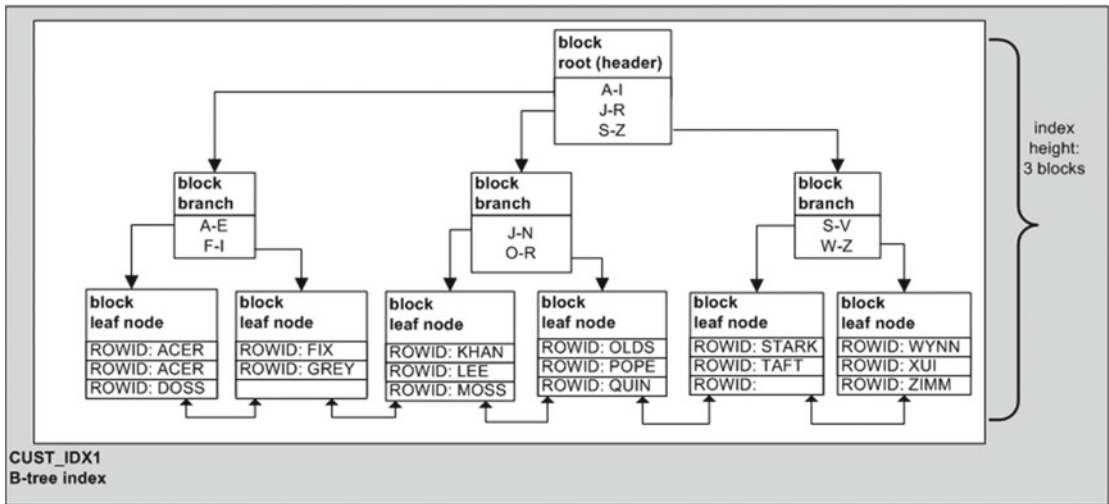 block
root (header)
A-I
J-R
S-Z
index
height:
3 blocks
block
branch
A-E
F-I
block
branch
J-N
O-R
block
branch
S-V
W-Z
block
leaf node
ROWID: ACER
ROWID: ACER
ROWID: DOSS
block
leaf node
ROWID: FIX
ROWID: GREY
block
leaf node
ROWID: KHAN
ROWID: LEE
ROWID: MOSS
block
leaf node
ROWID: OLDS
ROWID: POPE
ROWID: QUIN
block
leaf node
ROWID: STARK
ROWID: TAFT
ROWID:
block
leaf node
ROWID: WYNN
ROWID: XUI
ROWID: ZIMM
CUST_IDX1
B-tree index